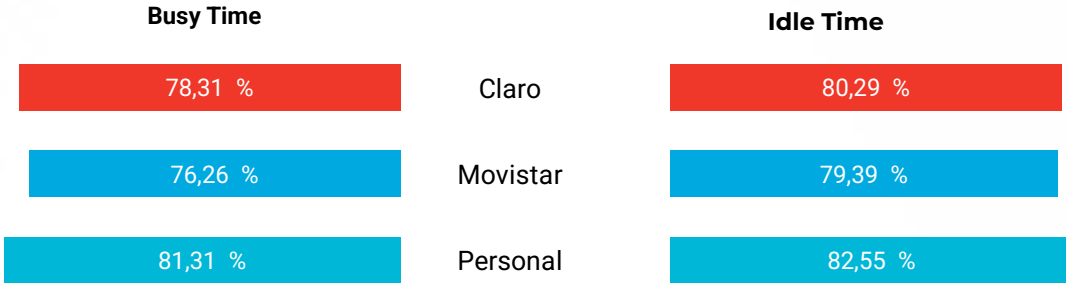 Busy Time
Idle Time
78,31 %
Claro
80,29 %
76,26 %
Movistar
79,39 %
81,31 %
Personal
82,55 %